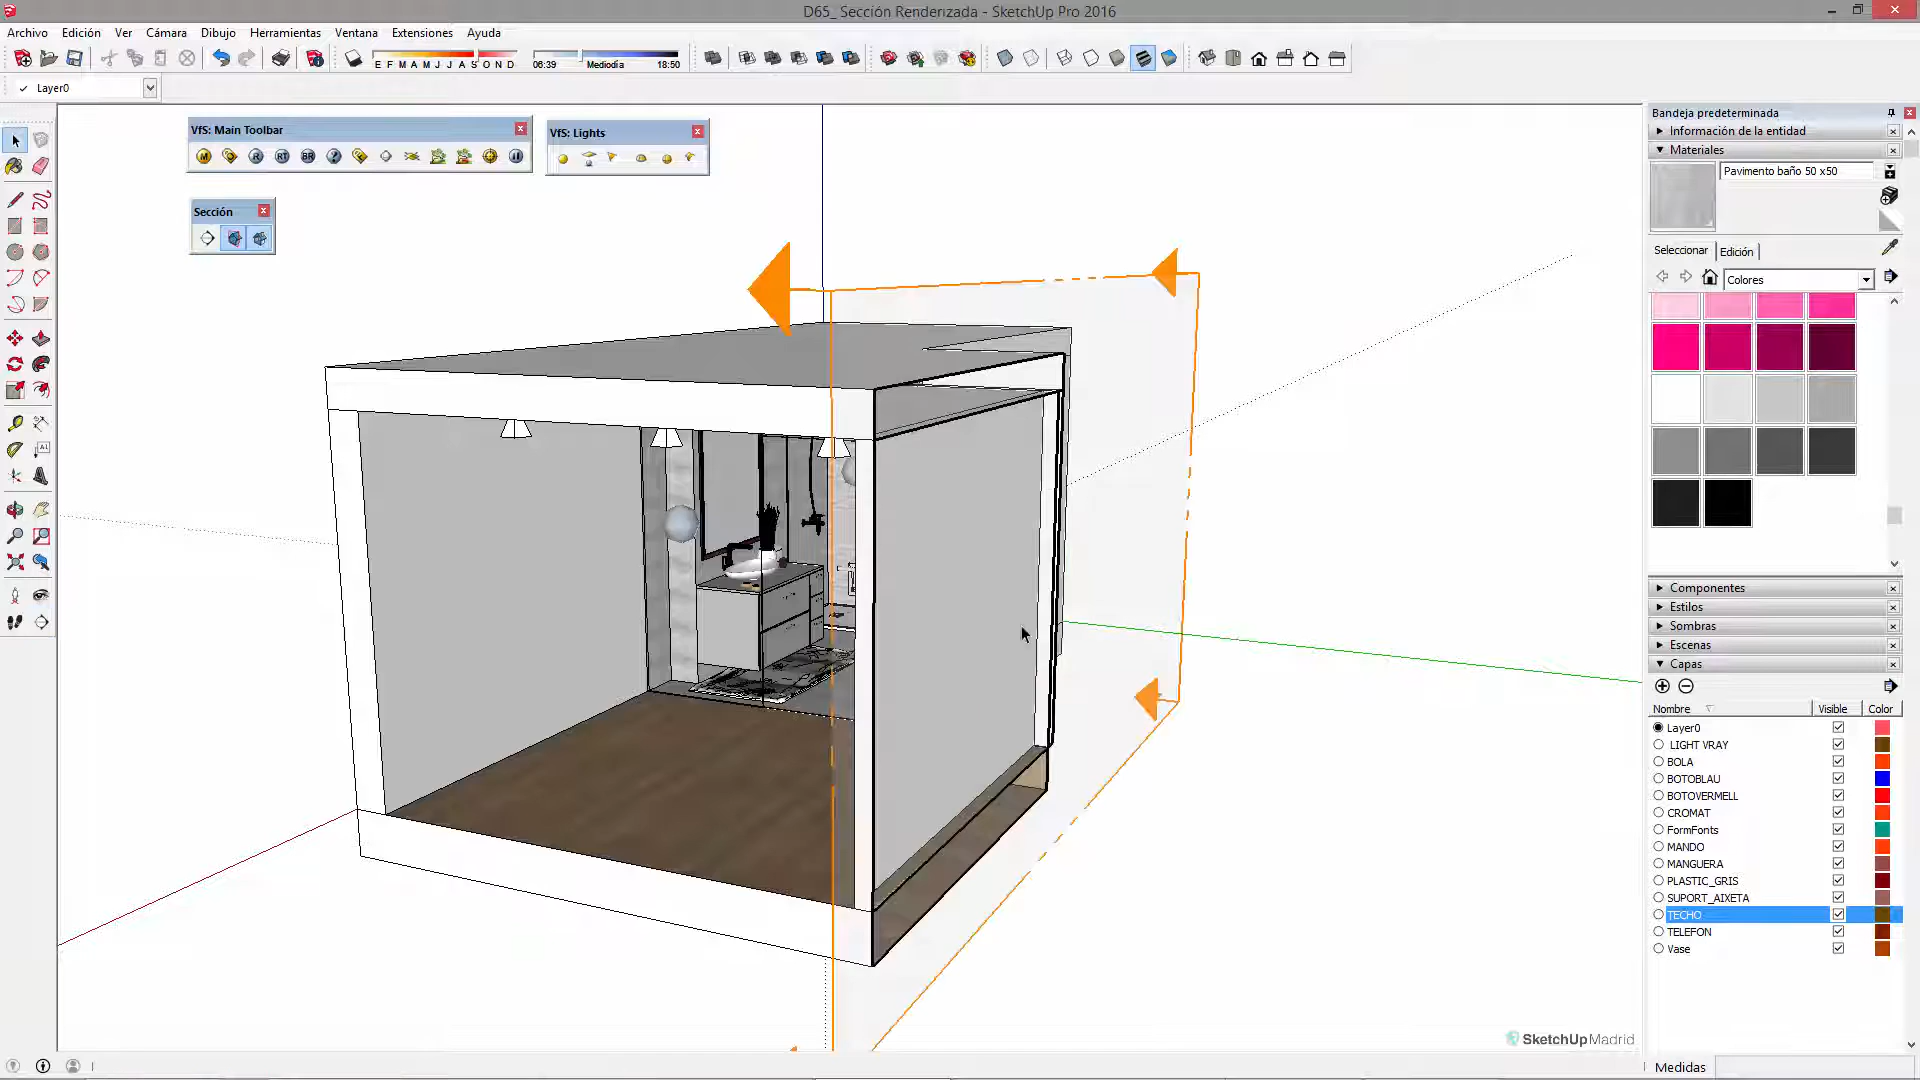 D65_ Sección Renderizada - SketchUp Pro 2016
Archivo Edición Ver Cámara Dibujo Herramientas Ventana Extensiones Ayuda
E F M A M J J A S O N D
06:39 Mediodía 18:50
Layer0
VfS: Main Toolbar
VfS: Lights
M R RT BR
Sección
Bandeja predeterminada
Información de la entidad
Materiales
Pavimento baño 50 x50
Seleccionar Edición
Colores
Componentes
Estilos
Sombras
Escenas
Capas
Nombre Visible Color
Layer0
LIGHT VRAY
BOLA
BOTOBLAU
BOTOVERMELL
CROMAT
FormFonts
MANDO
MANGUERA
PLASTIC_GRIS
SUPORT_AIXETA
TECHO
TELEFON
Vase
SketchUpMadrid
Medidas